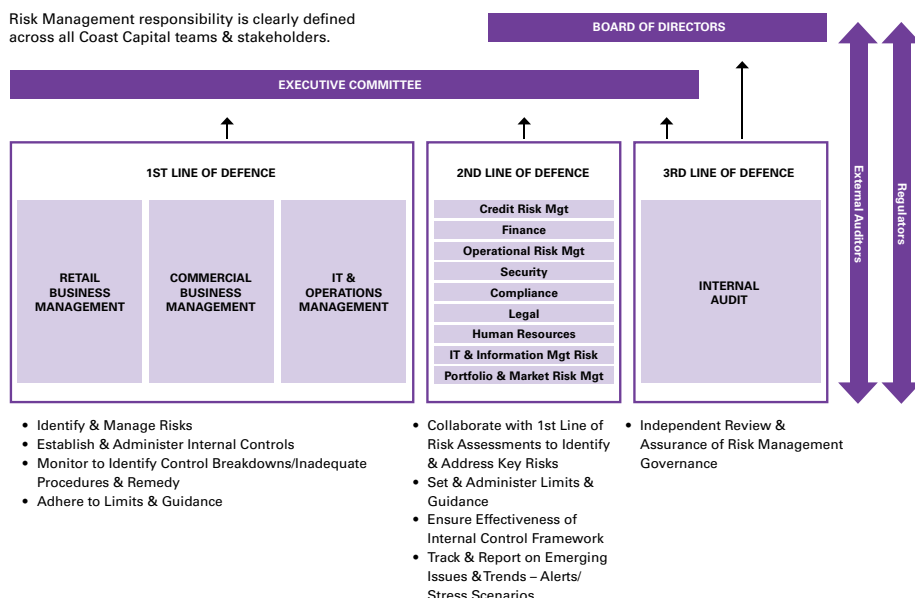 Risk Management responsibility is clearly defined
across all Coast Capital teams & stakeholders.
BOARD OF DIRECTORS
EXECUTIVE COMMITTEE
1ST LINE OF DEFENCE
RETAIL
BUSINESS
MANAGEMENT
COMMERCIAL
BUSINESS
MANAGEMENT
IT &
OPERATIONS
MANAGEMENT
2ND LINE OF DEFENCE
Credit Risk Mgt
Finance
Operational Risk Mgt
Security
Compliance
Legal
Human Resources
IT & Information Mgt Risk
Portfolio & Market Risk Mgt
3RD LINE OF DEFENCE
INTERNAL
AUDIT
External Auditors
Regulators
• Identify & Manage Risks
• Establish & Administer Internal Controls
• Monitor to Identify Control Breakdowns/Inadequate
Procedures & Remedy
• Adhere to Limits & Guidance
• Collaborate with 1st Line of
Risk Assessments to Identify
& Address Key Risks
• Set & Administer Limits &
Guidance
• Ensure Effectiveness of
Internal Control Framework
• Track & Report on Emerging
Issues & Trends – Alerts/
Stress Scenarios
• Independent Review &
Assurance of Risk Management
Governance